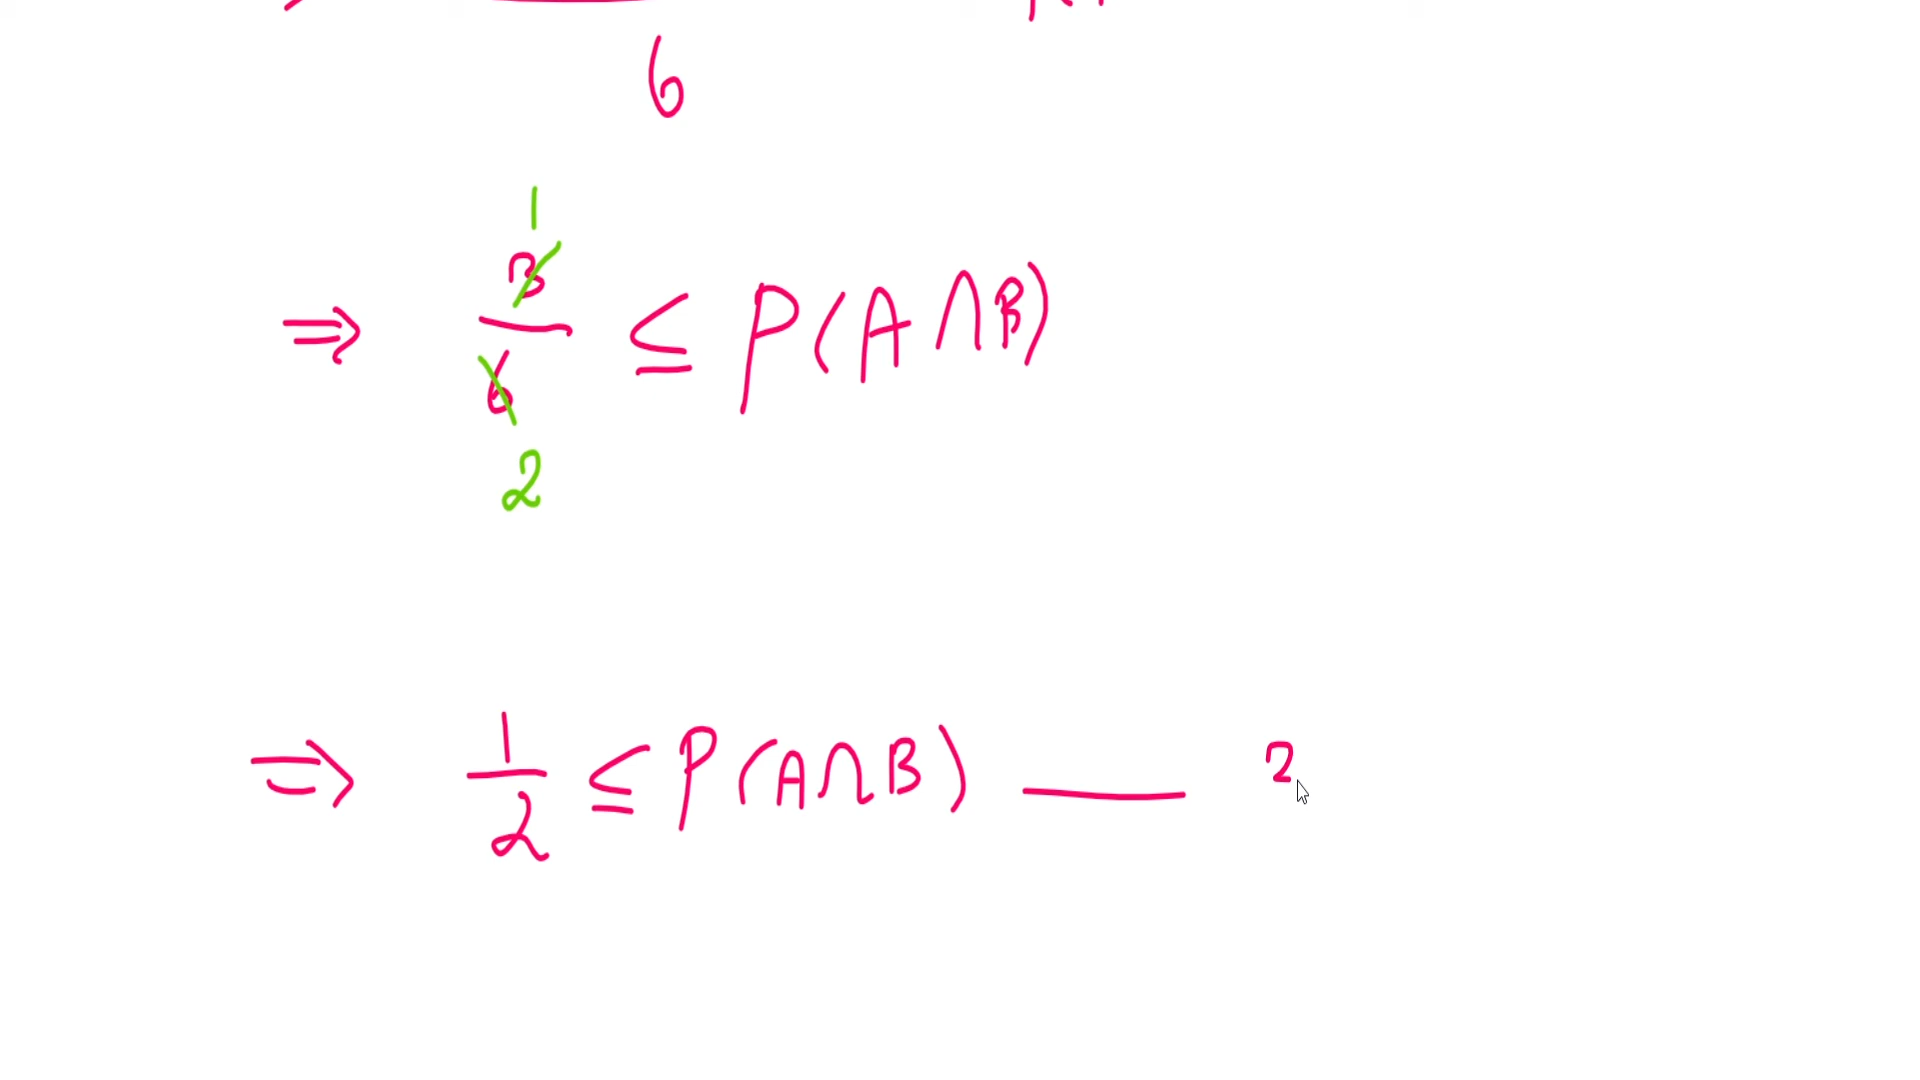 6
1
⇒ 3/6 ≤ P(A∩B)
2
⇒ 1/2 ≤ P(A∩B) —— 2